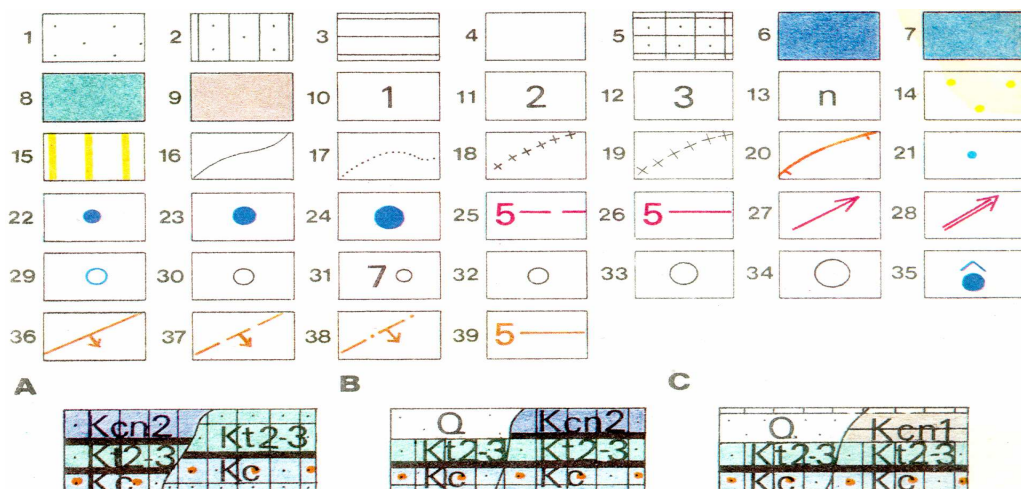 1 2 3 4 5 6 7
8 9 10 1 11 2 12 3 13 n 14
15 16 17 18 19 20 21
22 23 24 25 5 26 5 27 28
29 30 31 7 32 33 34 35
36 37 38 39 5
A B C
Kcn2 Q Kcn2 Q Kcn1
Kt2-3 Kt2-3 Kt2-3 Kt2-3 Kt2-3 Kt2-3
Kc Kc Kc Kc Kc Kc